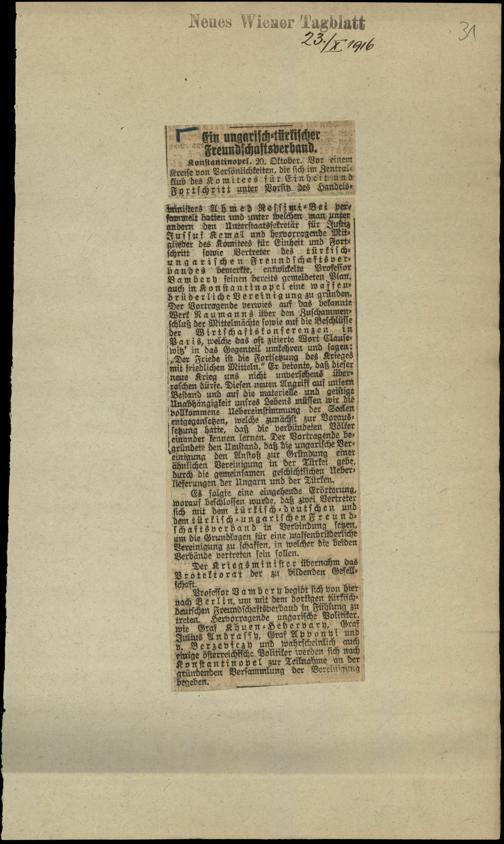 Neues Wiener Tagblatt
23./X 1916
31
Ein ungarisch-türkischer
Freundschaftsverband.
Konstantinopel, 20. Oktober. Vor einem
Kreise von Persönlichkeiten, die sich im Zentral-
klub des Komitees für Einheit und
Fortschritt unter Vorsitz des Handels-
ministers Ahmed Nessimi-Bei ver-
sammelt hatten und unter welchen man unter
andern den Unterstaatssekretär für Justiz
Jussuf Kemal und hervorragende Mit-
glieder des Komitees für Einheit und Fort-
schritt sowie Vertreter des türkisch-
ungarischen Freundschaftsver-
bandes bemerkte, entwickelte Professor
Vambery seinen bereits gemeldeten Plan,
auch in Konstantinopel eine waffen-
brüderliche Vereinigung zu gründen.
Der Vortragende verwies auf das bekannte
Werk Naumanns über den Zusammen-
schluß der Mittelmächte sowie auf die Beschlüsse
der Wirtschaftskonferenzen in
Paris, welche das oft zitierte Wort Clause-
witz' in das Gegenteil umkehren und sagen:
„Der Friede ist die Fortsetzung des Krieges
mit friedlichen Mitteln." Er betonte, daß dieser
neue Krieg uns nicht unversehens über-
raschen dürfe. Diesen neuen Angriff auf unsern
Bestand und auf die materielle und geistige
Unabhängigkeit unsres Lebens müssen wir die
vollkommene Uebereinstimmung der Seelen
entgegensetzen, welche zunächst zur Voraus-
setzung hatte, daß die verbündeten Völker
einander kennen lernen. Der Vortragende be-
gründete den Umstand, daß die ungarische Ver-
einigung den Anstoß zur Gründung einer
ähnlichen Vereinigung in der Türkei gebe,
durch die gemeinsamen geschichtlichen Ueber-
lieferungen der Ungarn und der Türken.
Es folgte eine eingehende Erörterung,
worauf beschlossen wurde, daß zwei Vertreter
sich mit dem türkisch-deutschen und
dem türkisch-ungarischen Freund-
schaftsverband in Verbindung setzen,
um die Grundlagen für eine waffenbrüderliche
Vereinigung zu schaffen, in welcher die beiden
Verbände vertreten sein sollen.
Der Kriegsminister übernahm das
Protektorat der zu bildenden Gesell-
schaft.
Professor Vambery begibt sich von hier
nach Berlin, um mit dem dortigen türkisch-
deutschen Freundschaftsverband in Fühlung zu
treten. Hervorragende ungarische Politiker,
wie Graf Khuen-Hedervary, Graf
Julius Andrassy, Graf Apponyi und
v. Berzeviczy und wahrscheinlich auch
einige österreichische Politiker werden sich nach
Konstantinopel zur Teilnahme an der
gründenden Versammlung der Vereinigung
begeben.